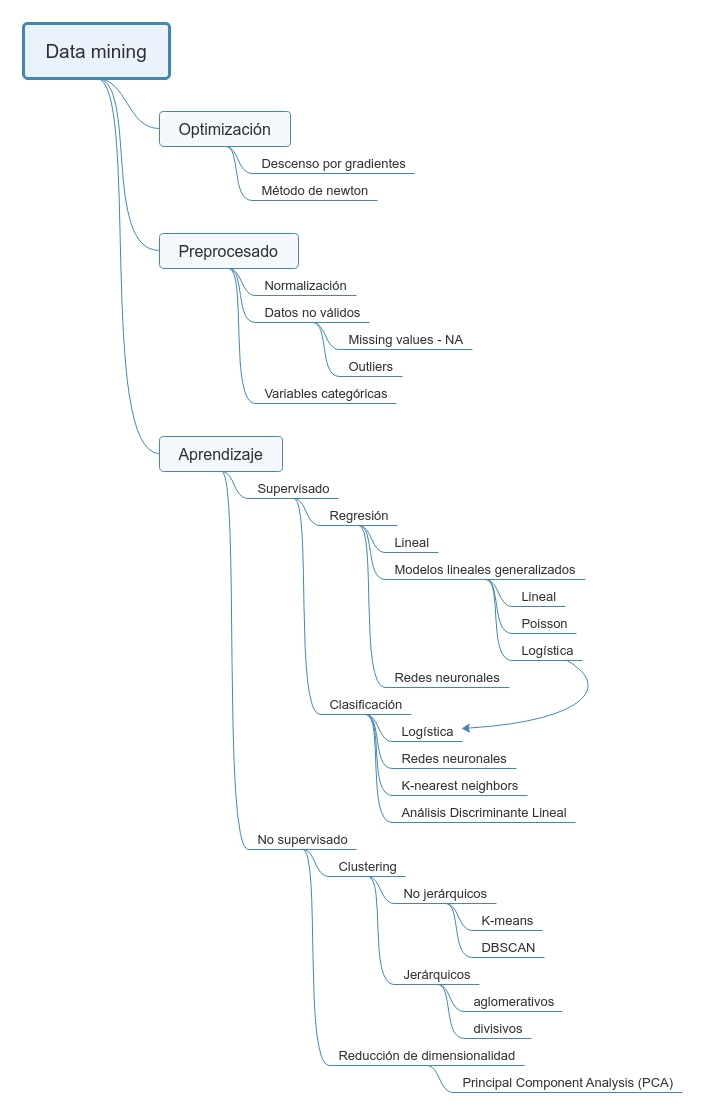 Data mining
Optimización
Descenso por gradientes
Método de newton
Preprocesado
Normalización
Datos no válidos
Missing values - NA
Outliers
Variables categóricas
Aprendizaje
Supervisado
Regresión
Lineal
Modelos lineales generalizados
Lineal
Poisson
Logística
Redes neuronales
Clasificación
Logística
Redes neuronales
K-nearest neighbors
Análisis Discriminante Lineal
No supervisado
Clustering
No jerárquicos
K-means
DBSCAN
Jerárquicos
aglomerativos
divisivos
Reducción de dimensionalidad
Principal Component Analysis (PCA)